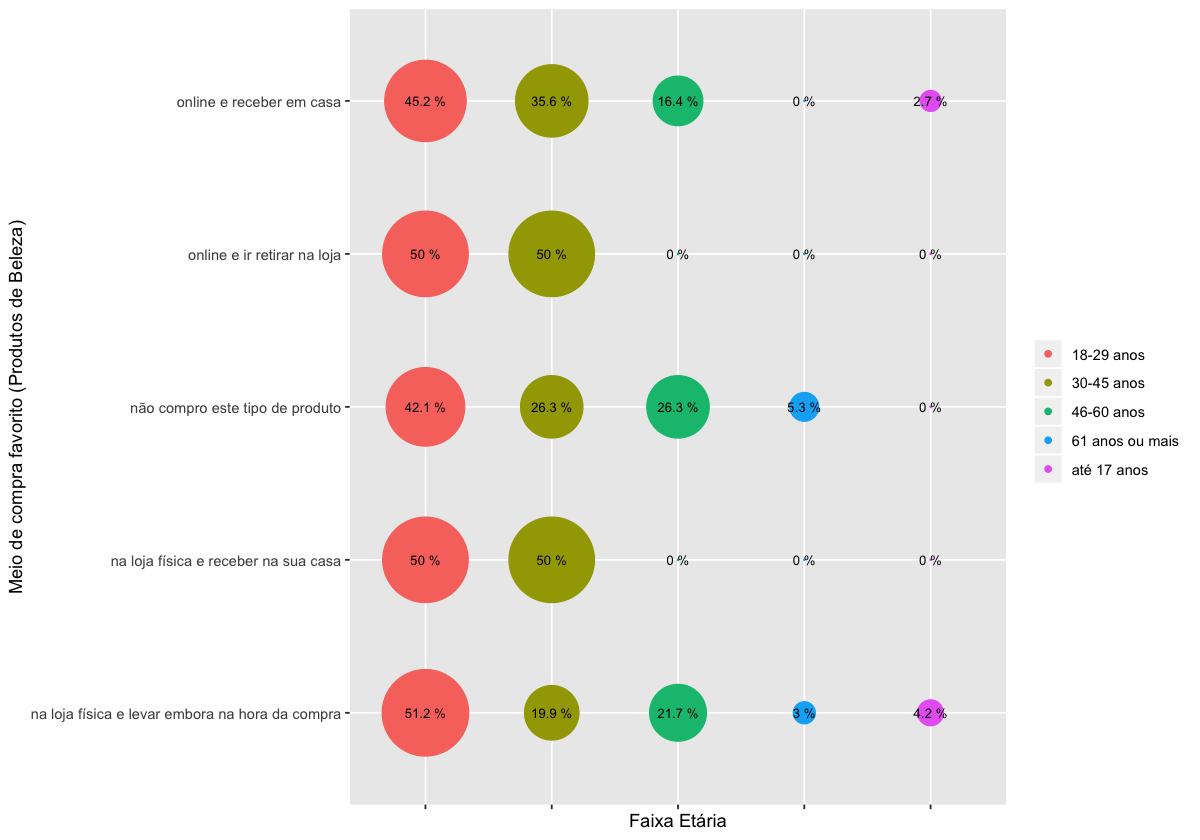 Meio de compra favorito (Produtos de Beleza)
online e receber em casa
45.2 %
35.6 %
16.4 %
0 %
2.7 %
online e ir retirar na loja
50 %
50 %
0 %
0 %
0 %
não compro este tipo de produto
42.1 %
26.3 %
26.3 %
5.3 %
0 %
na loja física e receber na sua casa
50 %
50 %
0 %
0 %
0 %
na loja física e levar embora na hora da compra
51.2 %
19.9 %
21.7 %
3 %
4.2 %
Faixa Etária
18-29 anos
30-45 anos
46-60 anos
61 anos ou mais
até 17 anos